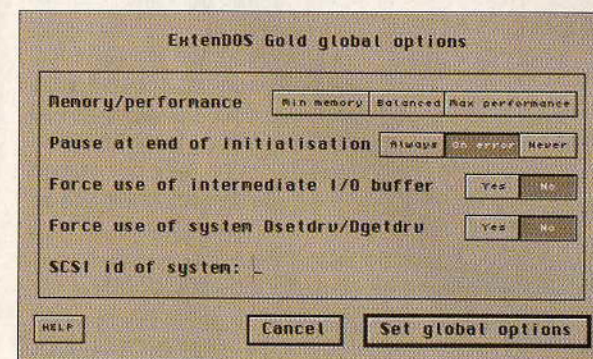 ExtenDOS Gold global options
Memory/performance Min memory Balanced Max performance
Pause at end of initialisation Always On error Never
Force use of intermediate I/O buffer Yes No
Force use of system Dsetdrv/Dgetdrv Yes No
SCSI id of system: _
HELP Cancel Set global options